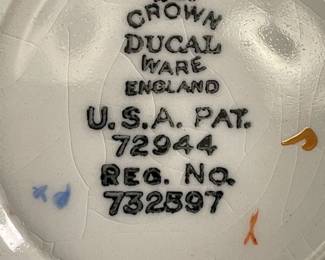 CROWN
DUCAL
WARE
ENGLAND
U.S.A. PAT.
72944
REG. NO.
732597